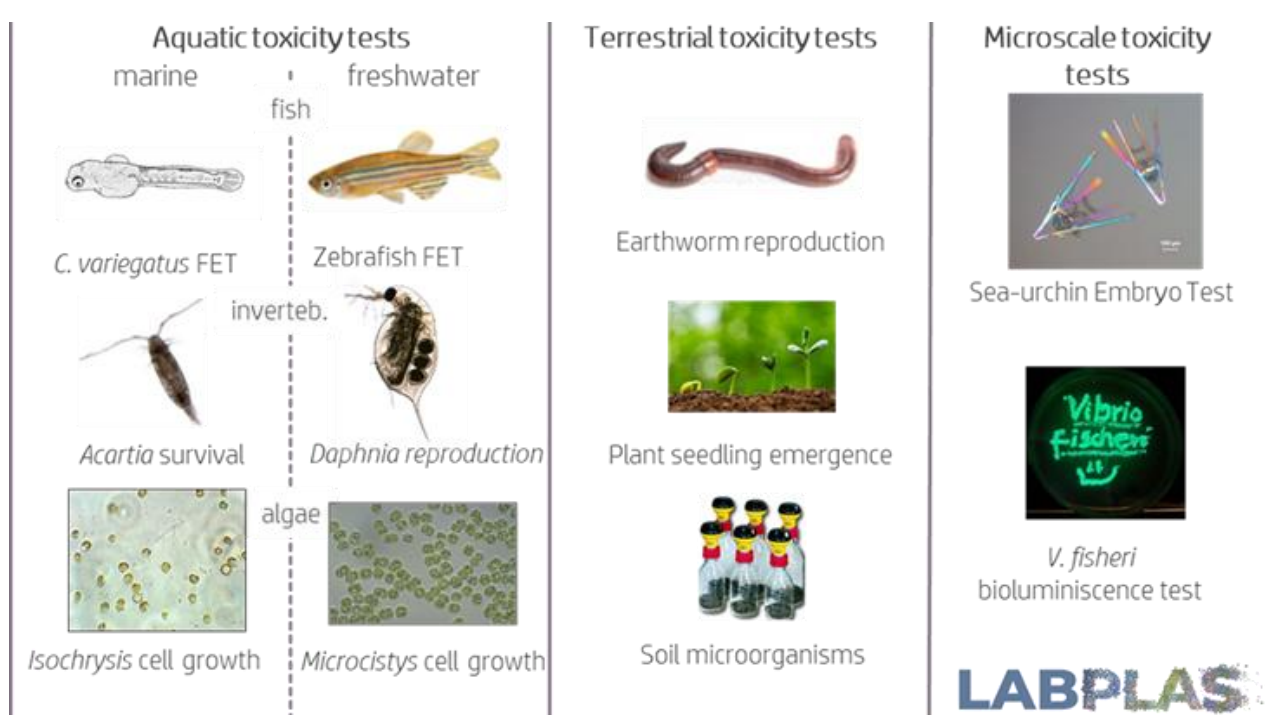 Aquatic toxicity tests
marine
freshwater
fish
C. variegatus FET
Zebrafish FET
inverteb.
Acartia survival
Daphnia reproduction
algae
Isochrysis cell growth
Microcistys cell growth
Terrestrial toxicity tests
Earthworm reproduction
Plant seedling emergence
Soil microorganisms
Microscale toxicity
tests
Sea-urchin Embryo Test
Vibrio
fischeri
V. fisheri
bioluminiscence test
LABPLAS